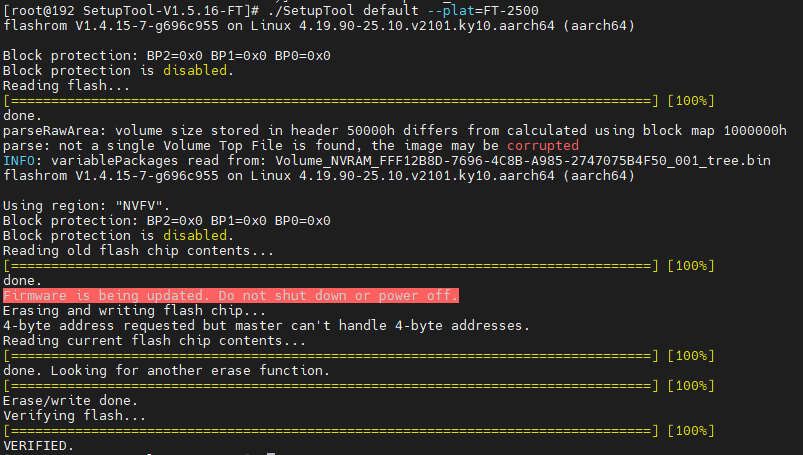 [root@192 SetupTool-V1.5.16-FT]# ./SetupTool default --plat=FT-2500
flashrom V1.4.15-7-g696c955 on Linux 4.19.90-25.10.v2101.ky10.aarch64 (aarch64)
Block protection: BP2=0x0 BP1=0x0 BP0=0x0
Block protection is disabled.
Reading flash...
[================================================================================] [100%]
done.
parseRawArea: volume size stored in header 50000h differs from calculated using block map 1000000h
parse: not a single Volume Top File is found, the image may be corrupted
INFO: variablePackages read from: Volume_NVRAM_FFF12B8D-7696-4C8B-A985-2747075B4F50_001_tree.bin
flashrom V1.4.15-7-g696c955 on Linux 4.19.90-25.10.v2101.ky10.aarch64 (aarch64)
Using region: "NVFV".
Block protection: BP2=0x0 BP1=0x0 BP0=0x0
Block protection is disabled.
Reading old flash chip contents...
[================================================================================] [100%]
done.
Firmware is being updated. Do not shut down or power off.
Erasing and writing flash chip...
4-byte address requested but master can't handle 4-byte addresses.
Reading current flash chip contents...
[================================================================================] [100%]
done. Looking for another erase function.
[================================================================================] [100%]
Erase/write done.
Verifying flash...
[================================================================================] [100%]
VERIFIED.